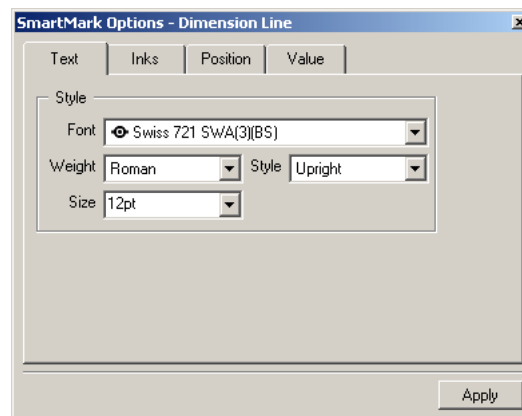 SmartMark Options - Dimension Line
Text Inks Position Value
Style
Font Swiss 721 SWA(3)(BS)
Weight Roman Style Upright
Size 12pt
Apply